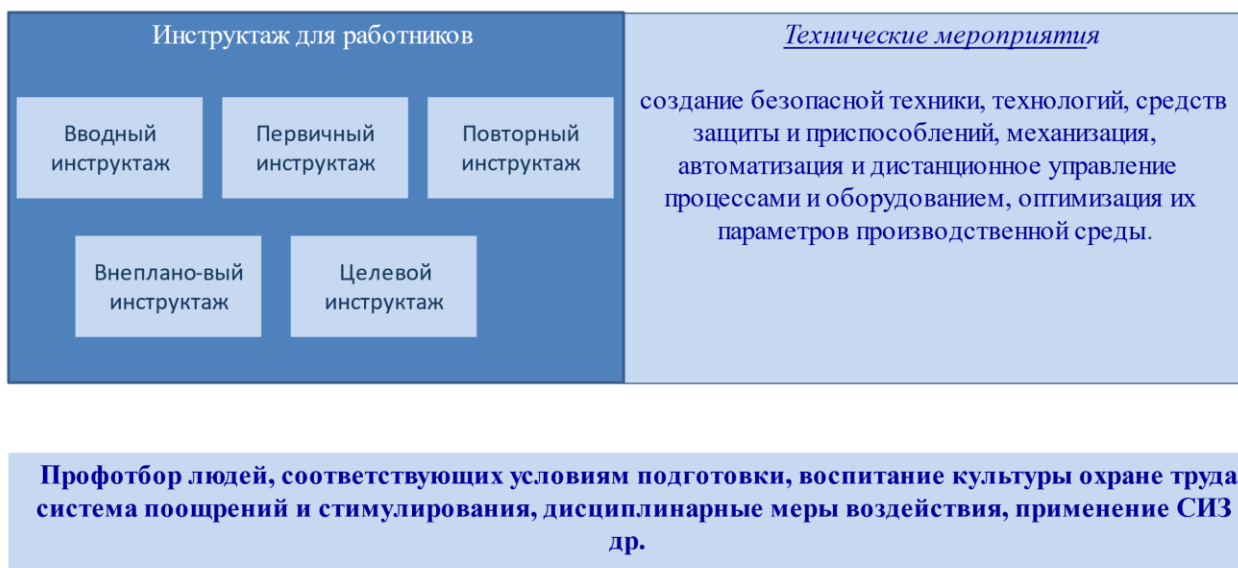 Инструктаж для работников
Вводный
инструктаж
Первичный
инструктаж
Повторный
инструктаж
Внеплано-вый
инструктаж
Целевой
инструктаж
Технические мероприятия
создание безопасной техники, технологий, средств
защиты и приспособлений, механизация,
автоматизация и дистанционное управление
процессами и оборудованием, оптимизация их
параметров производственной среды.
Профотбор людей, соответствующих условиям подготовки, воспитание культуры охране труда
система поощрений и стимулирования, дисциплинарные меры воздействия, применение СИЗ
др.